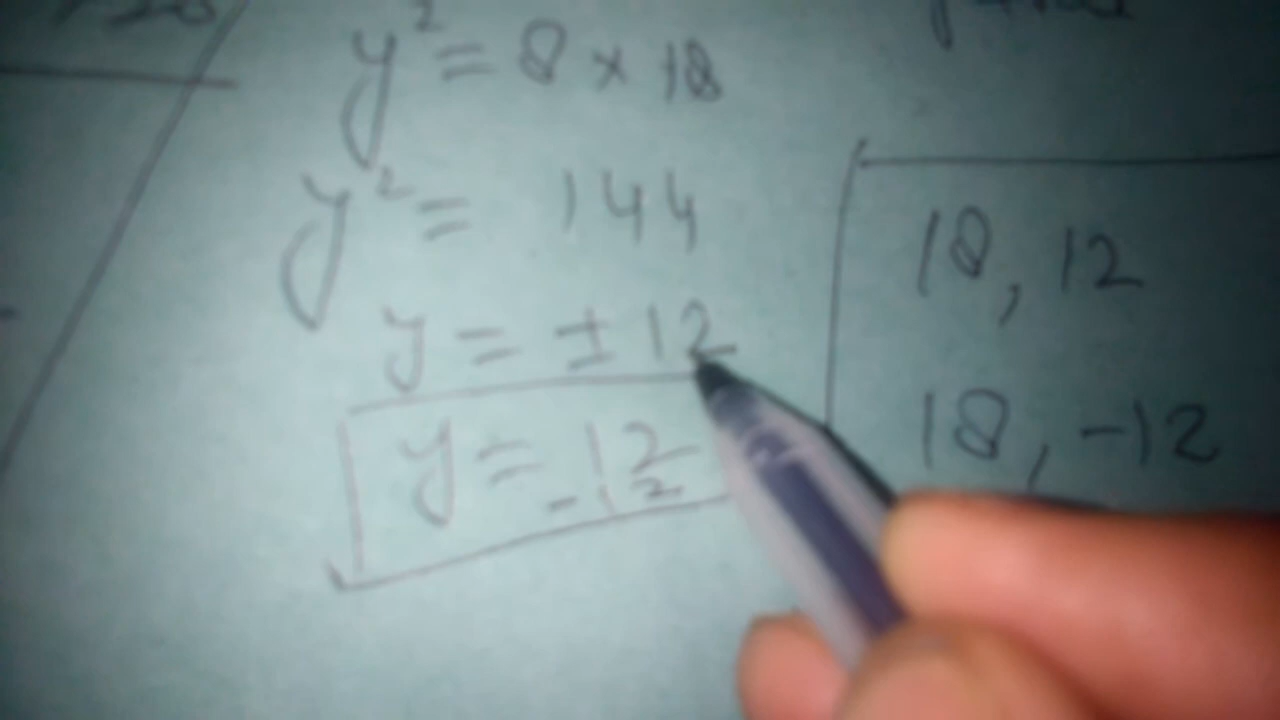 y² = 8 × 18
y² = 144
y = ± 12
y = -12
18, 12
18, -12